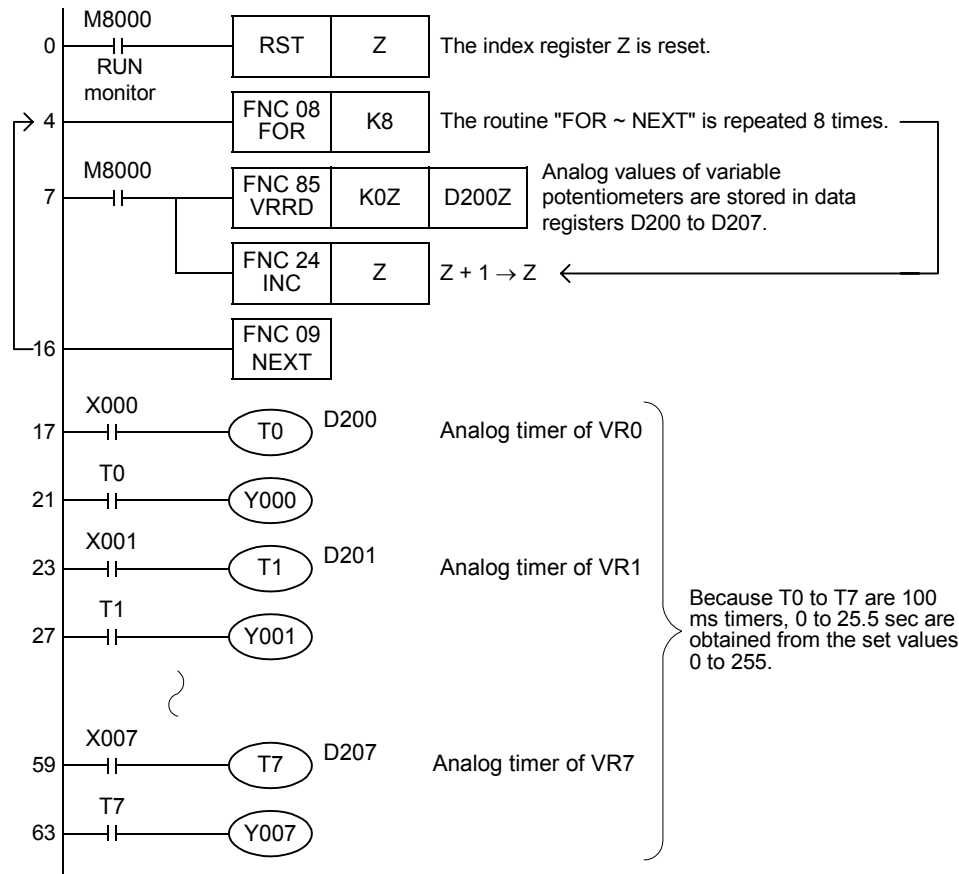 M8000
0
RST Z
The index register Z is reset.
RUN
monitor
4
FNC 08
FOR
K8
The routine "FOR ~ NEXT" is repeated 8 times.
M8000
7
FNC 85
VRRD
K0Z
D200Z
Analog values of variable
potentiometers are stored in data
registers D200 to D207.
FNC 24
INC
Z
Z + 1 → Z
16
FNC 09
NEXT
X000
17
T0
D200
Analog timer of VR0
T0
21
Y000
X001
23
T1
D201
Analog timer of VR1
T1
27
Y001
Because T0 to T7 are 100
ms timers, 0 to 25.5 sec are
obtained from the set values
0 to 255.
X007
59
T7
D207
Analog timer of VR7
T7
63
Y007